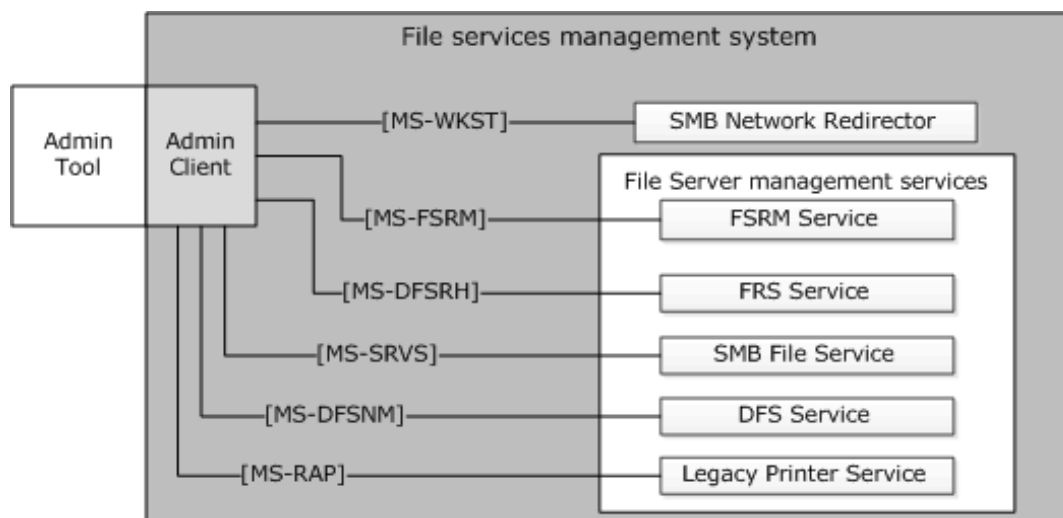 File services management system
Admin
Tool
Admin
Client
[MS-WKST]
SMB Network Redirector
File Server management services
[MS-FSRM]
FSRM Service
[MS-DFSRH]
FRS Service
[MS-SRVS]
SMB File Service
[MS-DFSNM]
DFS Service
[MS-RAP]
Legacy Printer Service